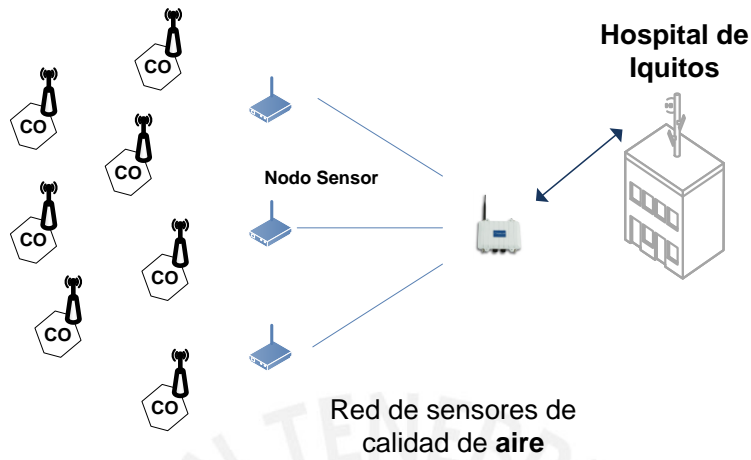 Hospital de
Iquitos
CO
CO
CO
CO
CO
CO
CO
Nodo Sensor
Red de sensores de
calidad de aire